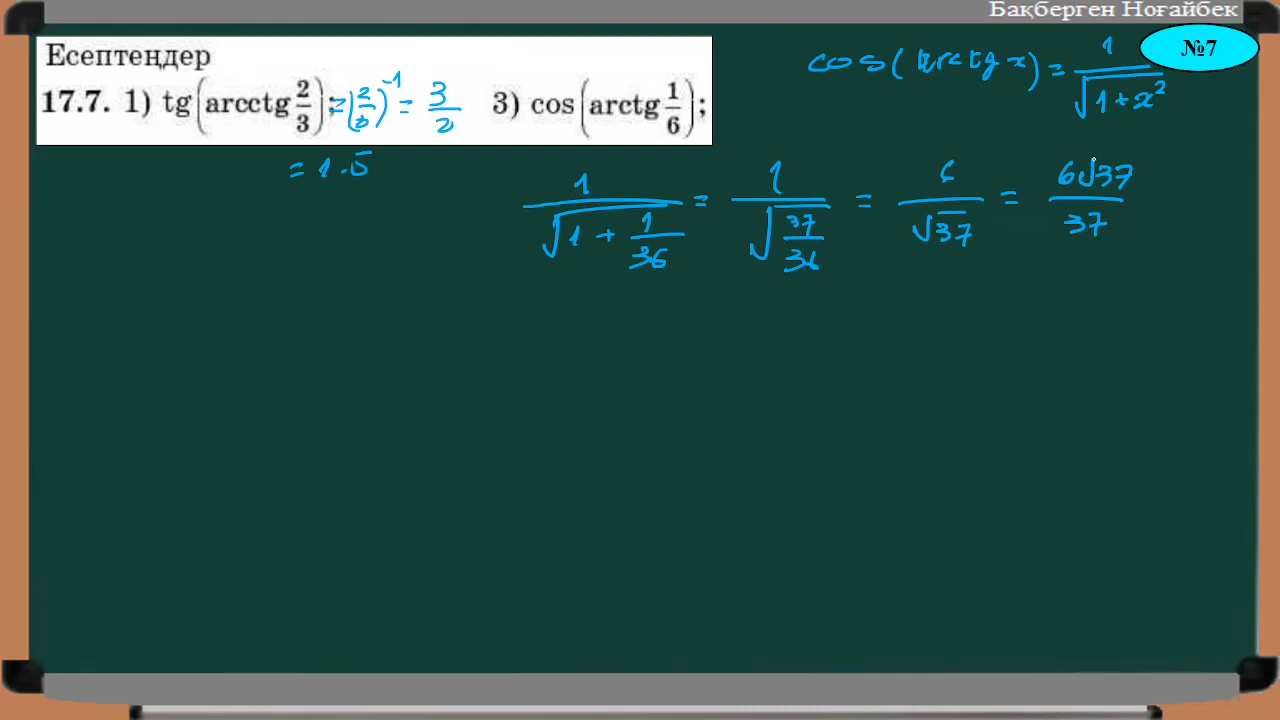 Бақберген Ноғайбек
№7
Есептеңдер
17.7. 1) tg(arcctg 2/3); = (2/3)^-1 = 3/2
= 1.5
3) cos(arctg 1/6);
cos(arctg x) = 1/√(1+x²)
1/√(1 + 1/36) = 1/√(37/36) = 6/√37 = 6√37/37